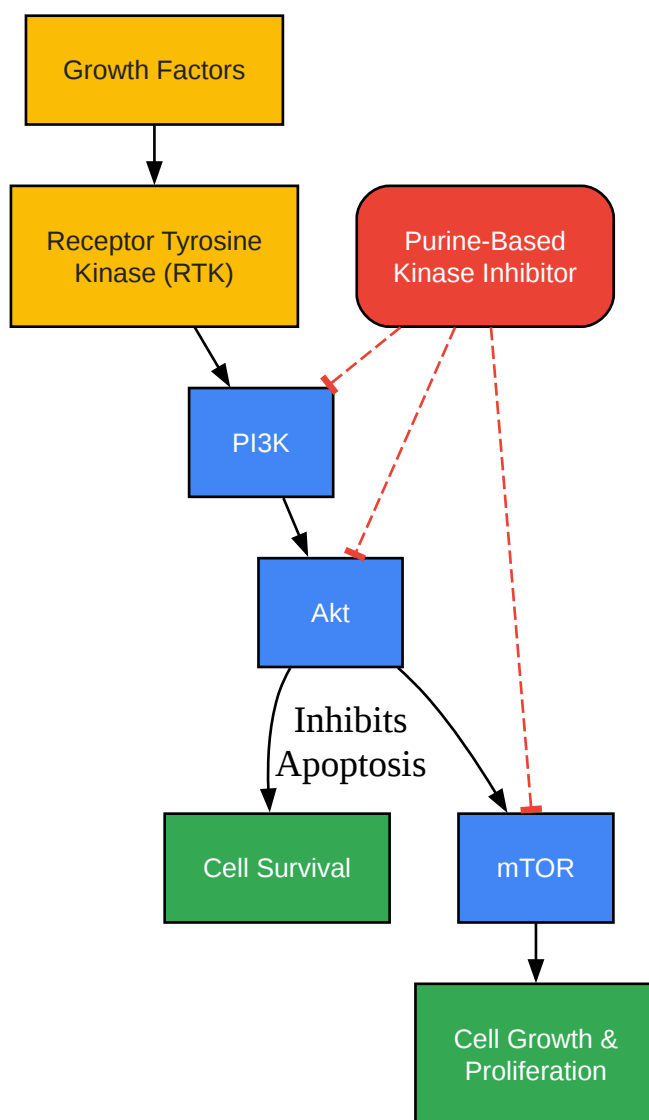 Growth Factors
Receptor Tyrosine
Kinase (RTK)
Purine-Based
Kinase Inhibitor
PI3K
Akt
Inhibits
Apoptosis
Cell Survival
mTOR
Cell Growth &
Proliferation